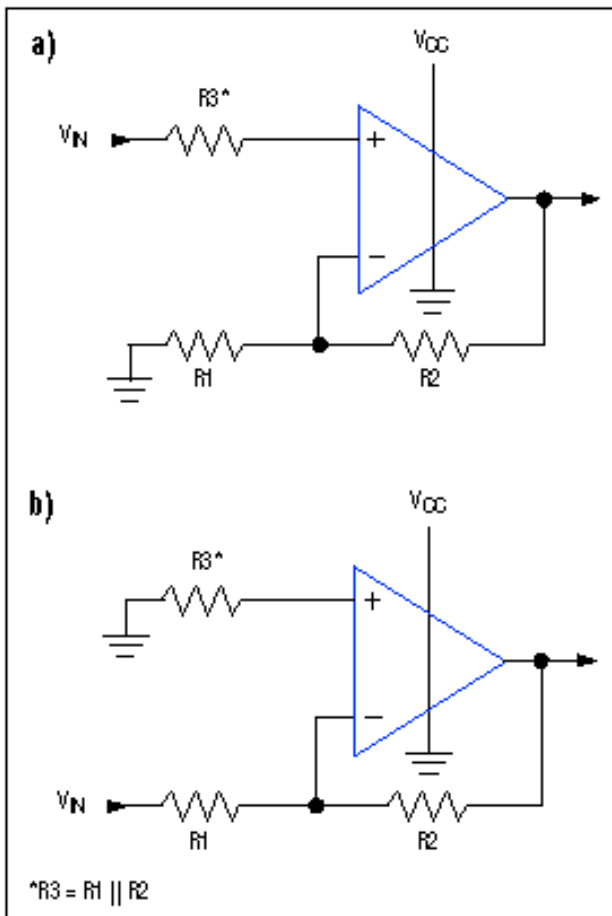 a)
VCC
R3*
VIN
+
−
R1
R2
b)
VCC
R3*
+
−
VIN
R1
R2
*R3 = R1 || R2